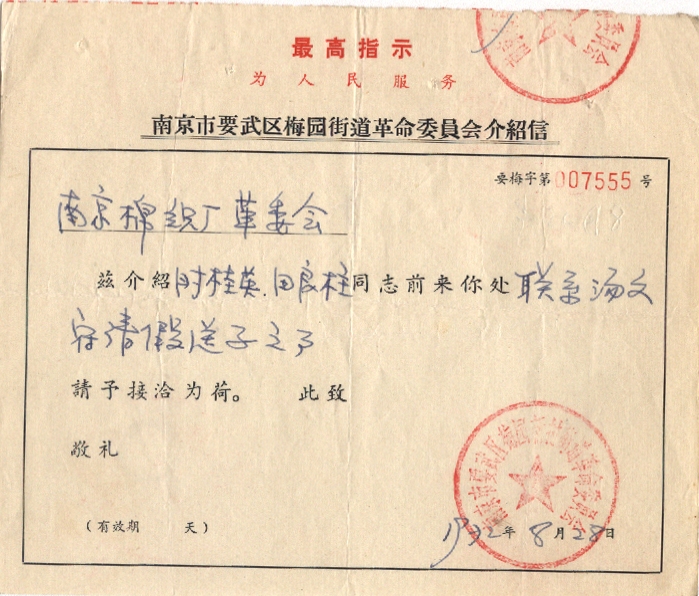 最高指示
为人民服务
南京市要武区梅园街道革命委員会介紹信
要梅字第007555号
南京棉织厂革委会
茲介紹时桂英、田良柱同志前来你处联系汤文
请假送子之事
請予接洽为荷。 此致
敬礼
(有效期 天)
年8月28日